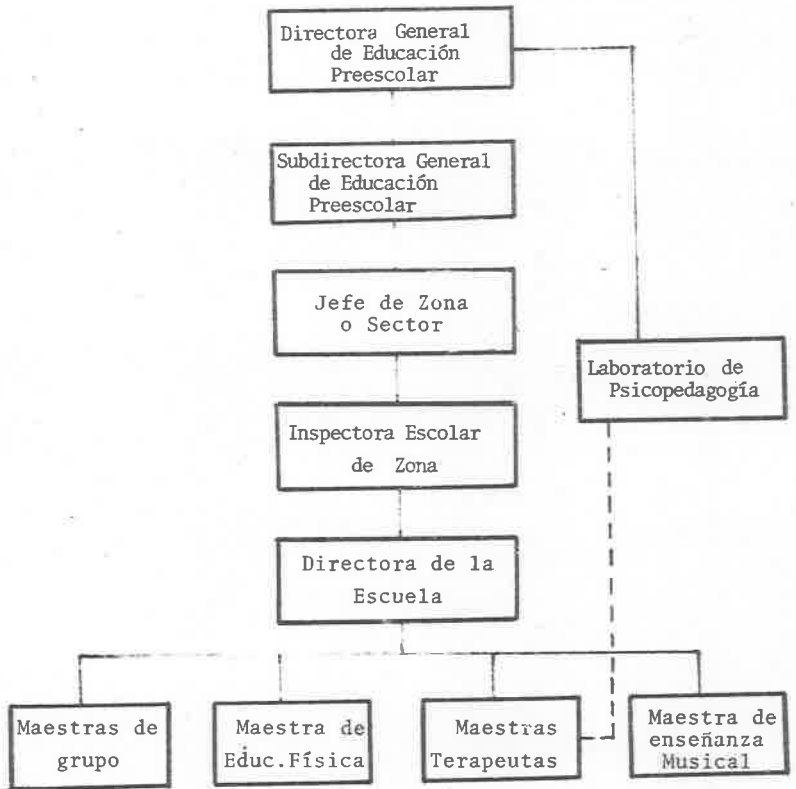 Directora General
de Educación
Preescolar
Subdirectora General
de Educación
Preescolar
Jefe de Zona
o Sector
Laboratorio de
Psicopedagogía
Inspectora Escolar
de Zona
Directora de la
Escuela
Maestras de
grupo
Maestra de
Educ.Física
Maestras
Terapeutas
Maestra de
enseñanza
Musical